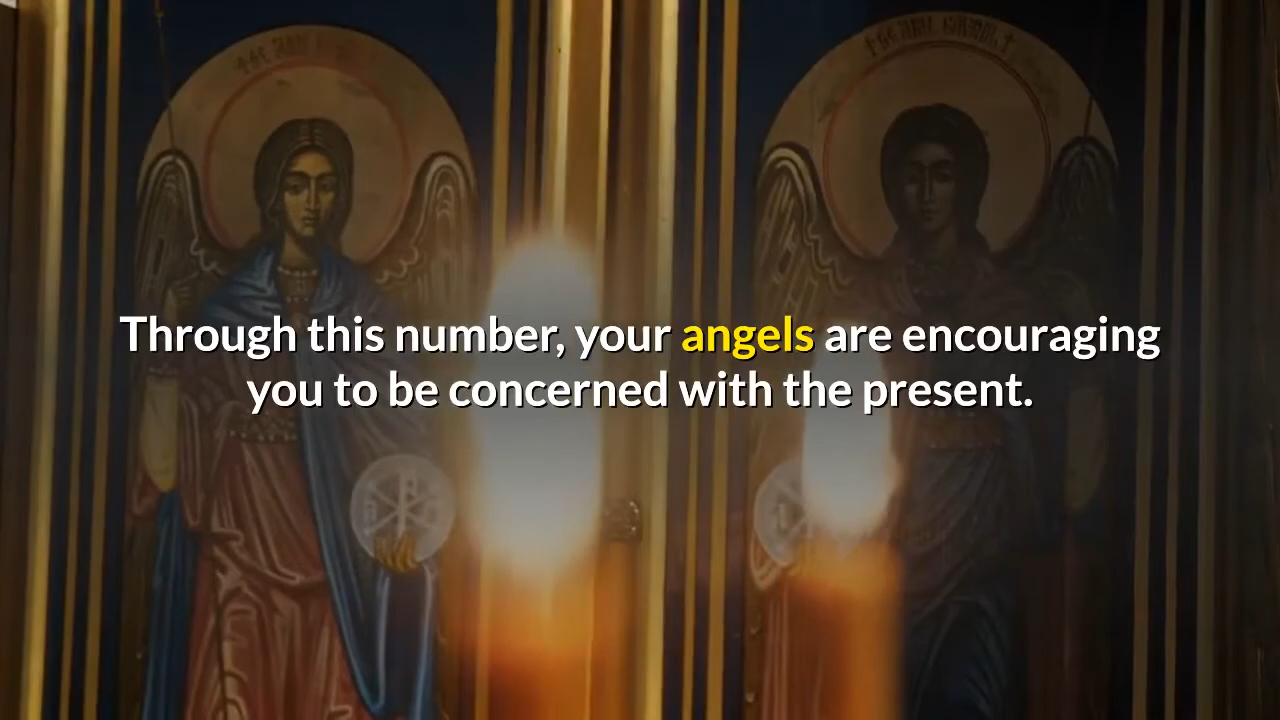 Through this number, your angels are encouraging
you to be concerned with the present.